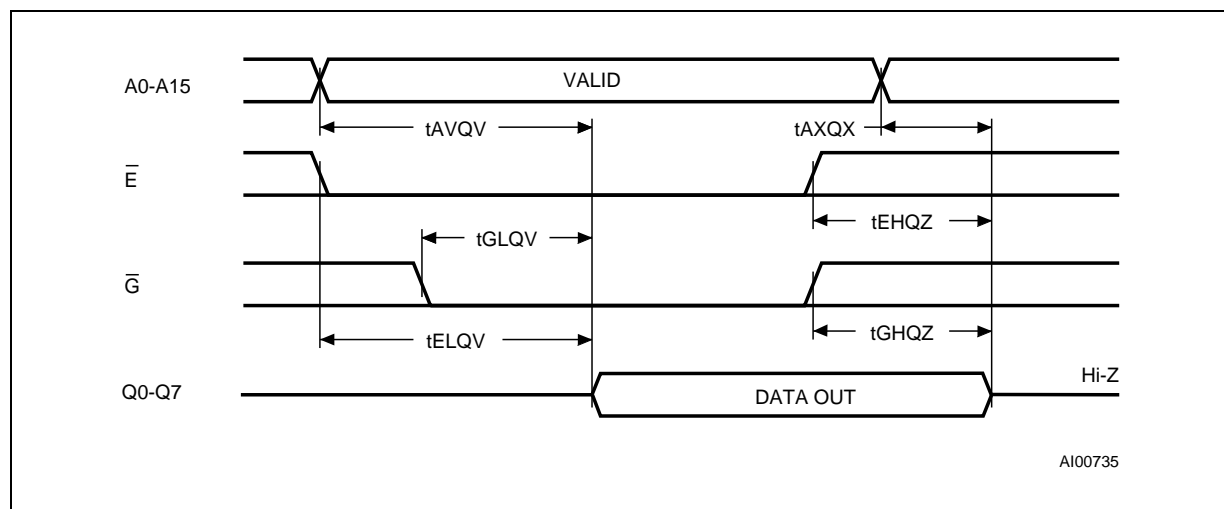 A0-A15
VALID
tAVQV
tAXQX
E̅
tEHQZ
tGLQV
G̅
tGHQZ
tELQV
Hi-Z
Q0-Q7
DATA OUT
AI00735